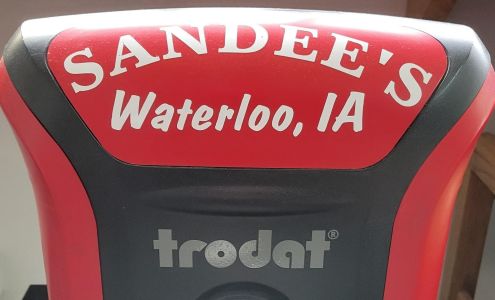 SANDEE'S
Waterloo, IA
trodat®